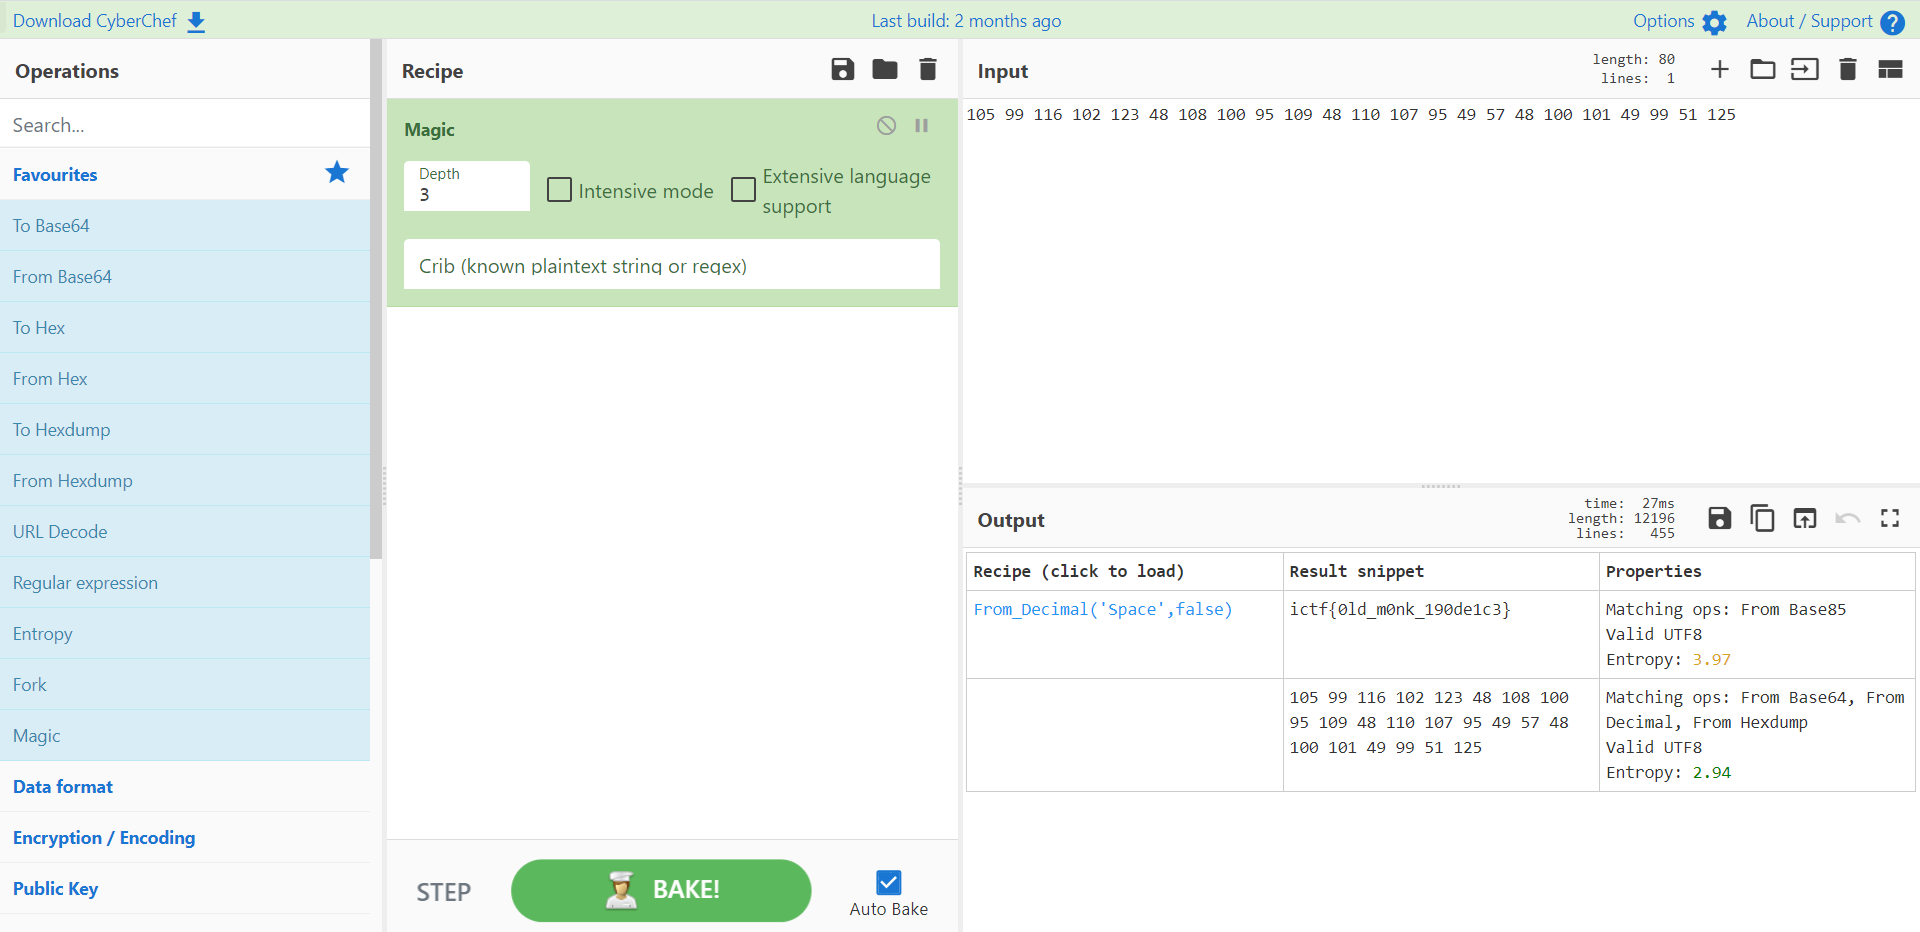 Download CyberChef
Last build: 2 months ago
Options
About / Support
Operations
Search...
Favourites
To Base64
From Base64
To Hex
From Hex
To Hexdump
From Hexdump
URL Decode
Regular expression
Entropy
Fork
Magic
Data format
Encryption / Encoding
Public Key
Recipe
Magic
Depth
3
Intensive mode
Extensive language
support
Crib (known plaintext string or regex)
STEP
BAKE!
Auto Bake
Input
length: 80
lines: 1
105 99 116 102 123 48 108 100 95 109 48 110 107 95 49 57 48 100 101 49 99 51 125
Output
time: 27ms
length: 12196
lines: 455
Recipe (click to load)
Result snippet
Properties
From_Decimal('Space',false)
ictf{0ld_m0nk_190de1c3}
Matching ops: From Base85
Valid UTF8
Entropy: 3.97
105 99 116 102 123 48 108 100
95 109 48 110 107 95 49 57 48
100 101 49 99 51 125
Matching ops: From Base64, From
Decimal, From Hexdump
Valid UTF8
Entropy: 2.94